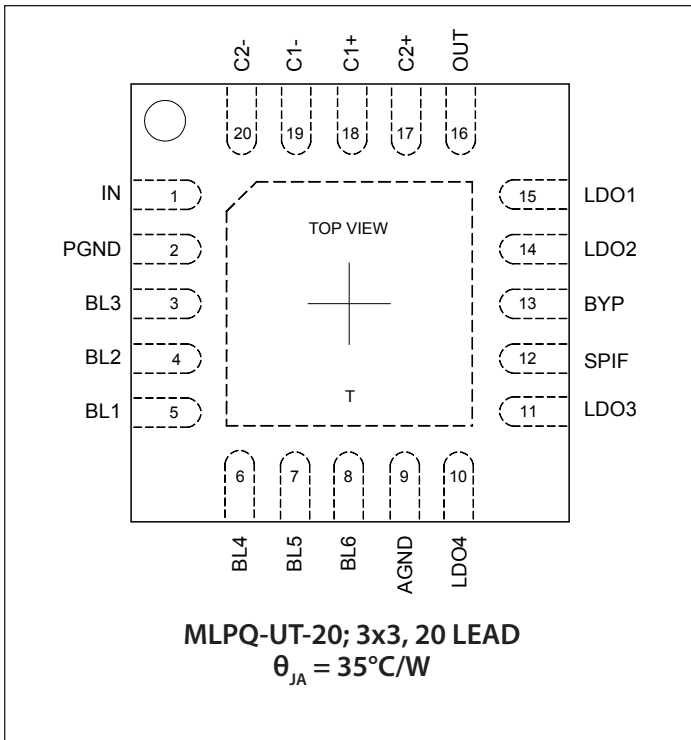 C2- C1- C1+ C2+ OUT
20 19 18 17 16
IN 1 15 LDO1
TOP VIEW
PGND 2 14 LDO2
BL3 3 13 BYP
BL2 4 12 SPIF
T
BL1 5 11 LDO3
6 7 8 9 10
BL4 BL5 BL6 AGND LDO4
MLPQ-UT-20; 3x3, 20 LEAD
θJA = 35°C/W